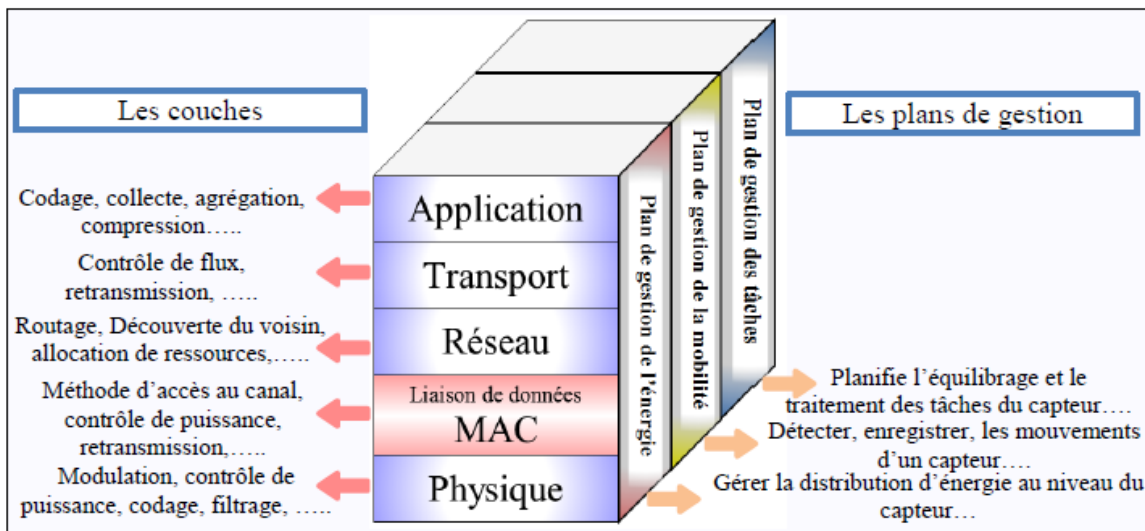 Les couches
Codage, collecte, agrégation,
compression…..
Contrôle de flux,
retransmission, …..
Routage, Découverte du voisin,
allocation de ressources,…..
Méthode d'accès au canal,
contrôle de puissance,
retransmission,…..
Modulation, contrôle de
puissance, codage, filtrage, …..
Application
Transport
Réseau
Liaison de données
MAC
Physique
Plan de gestion de l'énergie
Plan de gestion de la mobilité
Plan de gestion des tâches
Les plans de gestion
Planifie l'équilibrage et le
traitement des tâches du capteur….
Détecter, enregistrer, les mouvements
d'un capteur….
Gérer la distribution d'énergie au niveau du
capteur…